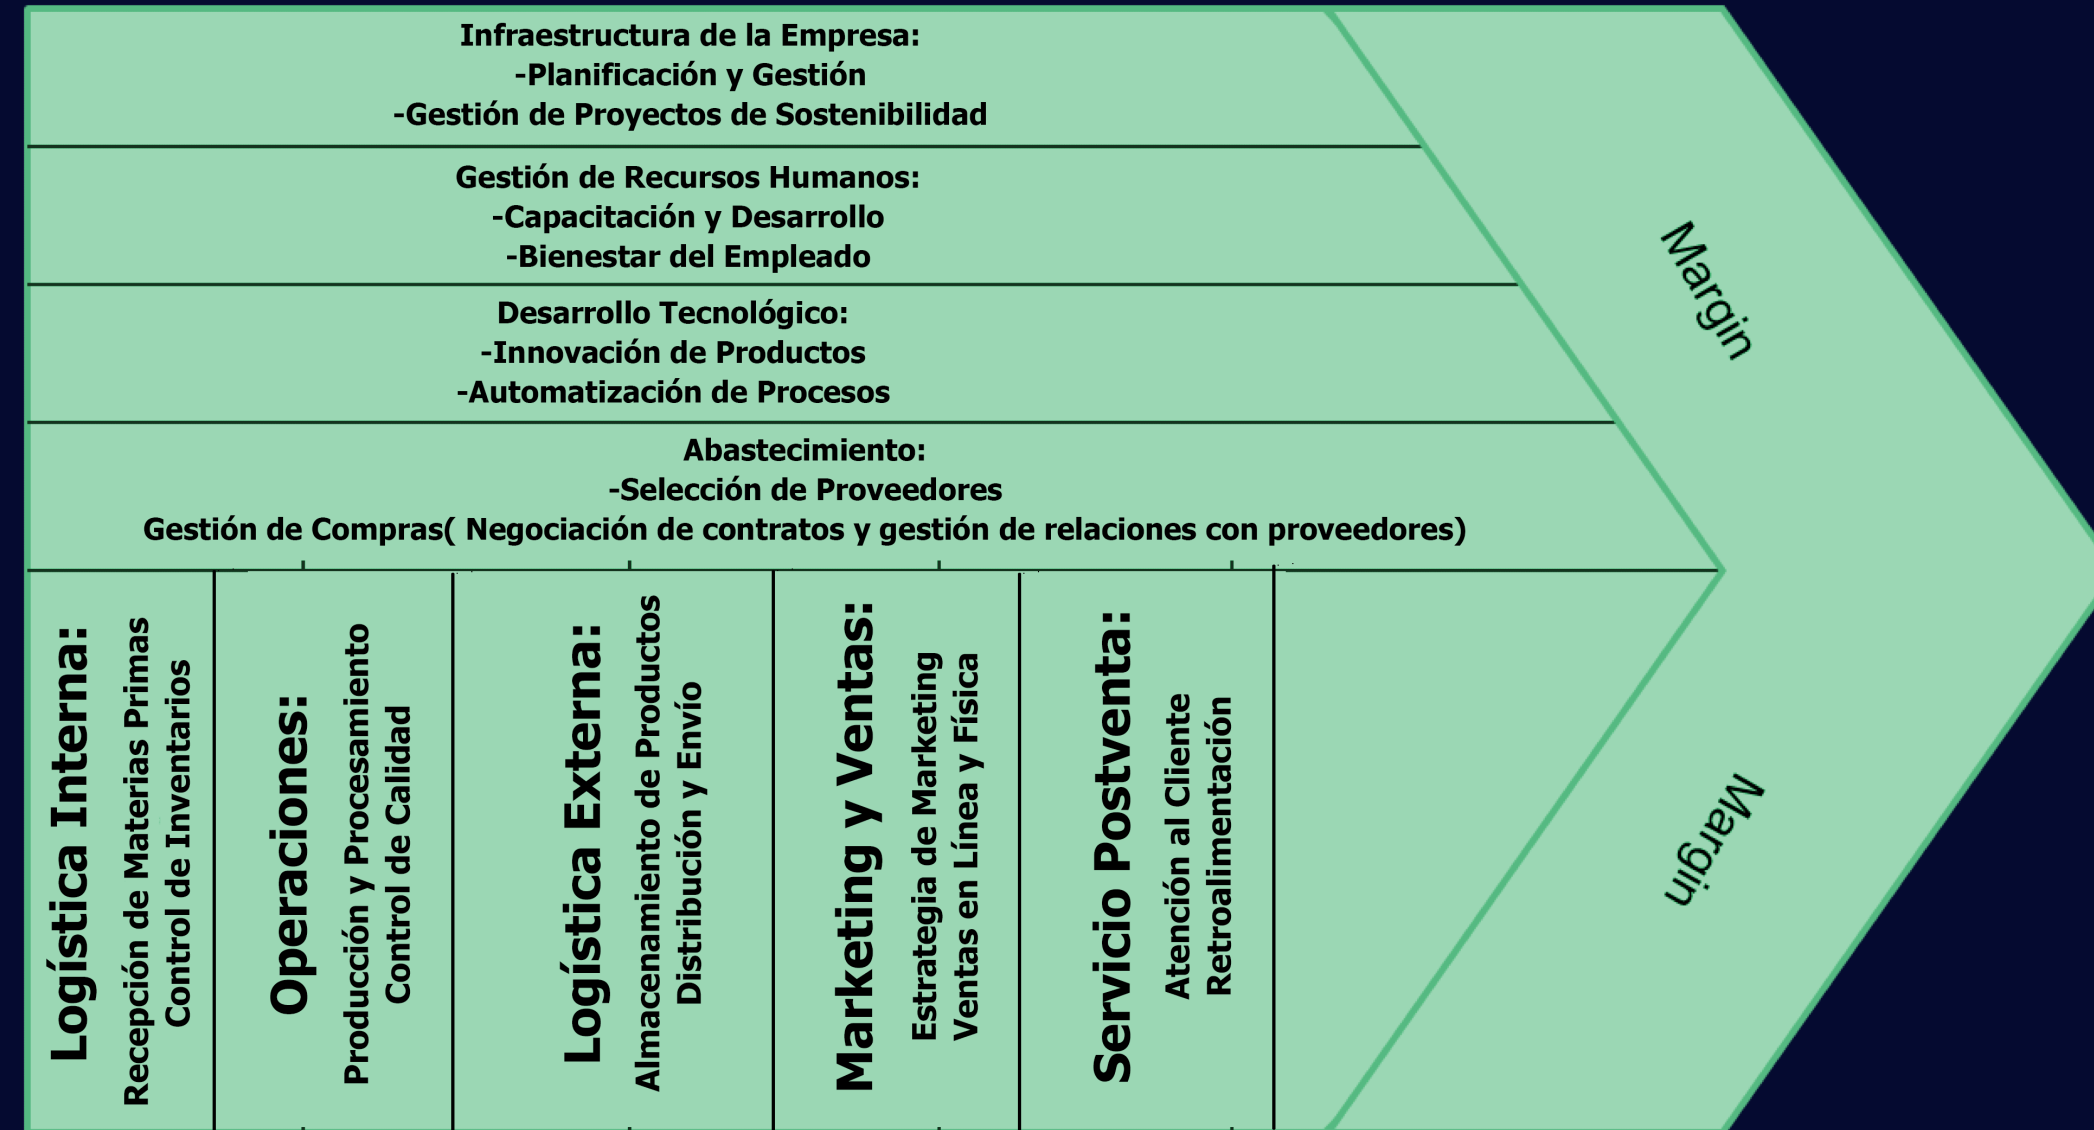 Infraestructura de la Empresa:
-Planificación y Gestión
-Gestión de Proyectos de Sostenibilidad
Gestión de Recursos Humanos:
-Capacitación y Desarrollo
-Bienestar del Empleado
Desarrollo Tecnológico:
-Innovación de Productos
-Automatización de Procesos
Abastecimiento:
-Selección de Proveedores
Gestión de Compras( Negociación de contratos y gestión de relaciones con proveedores)
Logística Interna:
Recepción de Materias Primas
Control de Inventarios
Operaciones:
Producción y Procesamiento
Control de Calidad
Logística Externa:
Almacenamiento de Productos
Distribución y Envío
Marketing y Ventas:
Estrategia de Marketing
Ventas en Línea y Física
Servicio Postventa:
Atención al Cliente
Retroalimentación
Margin
Margin